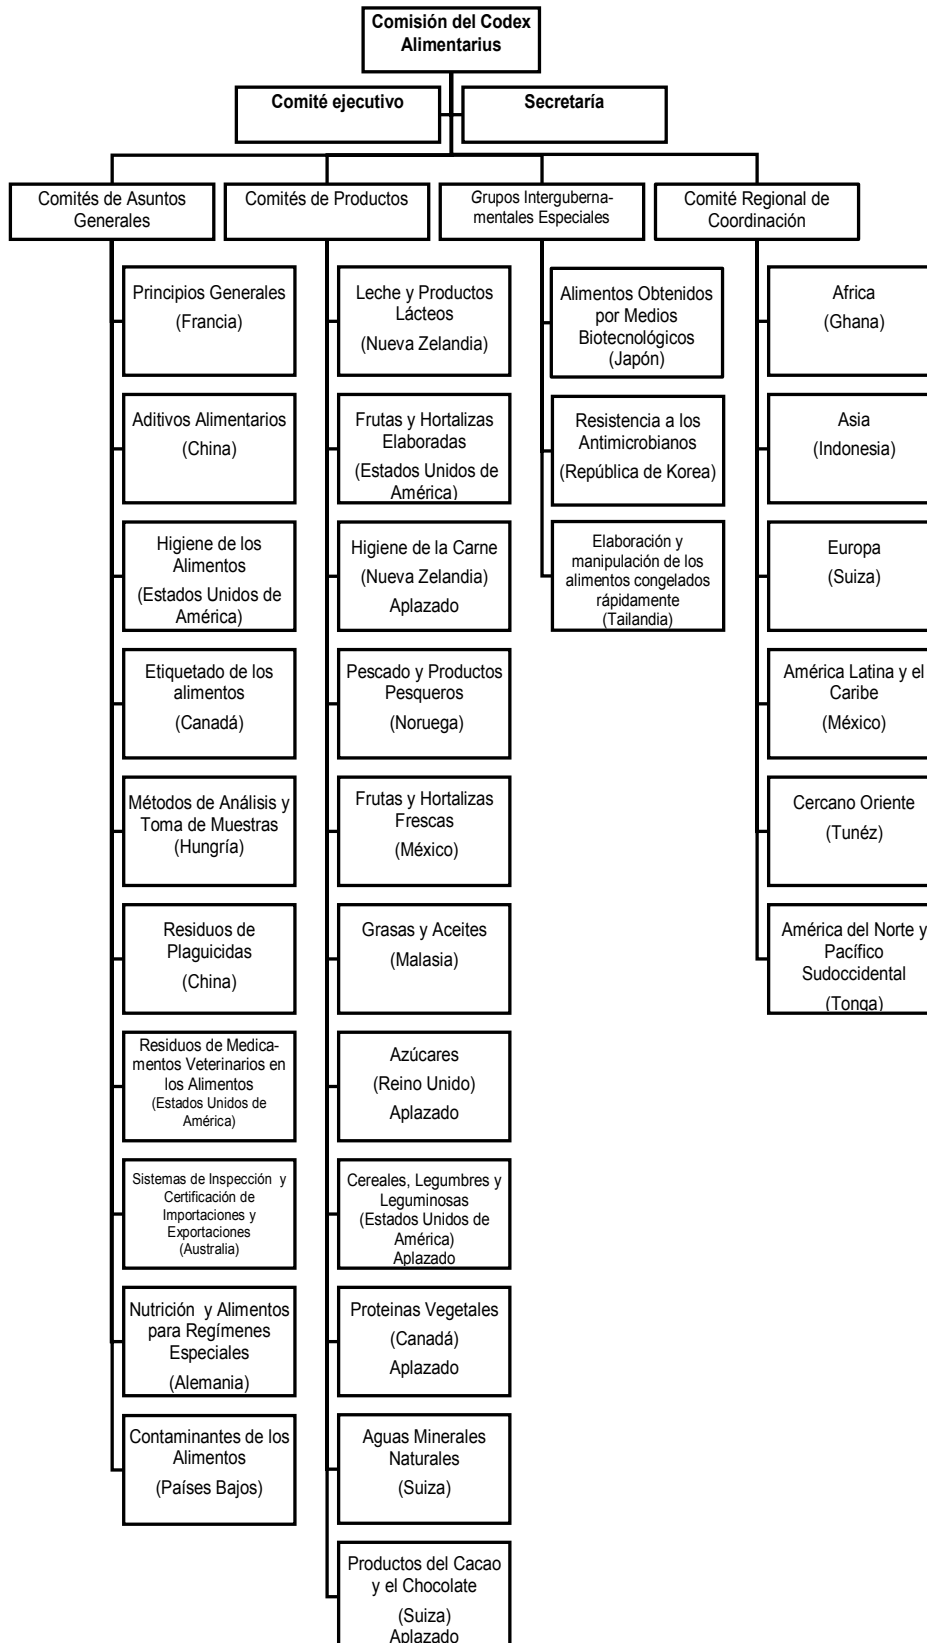 Comisión del Codex
Alimentarius
Comité ejecutivo
Secretaría
Comités de Asuntos
Generales
Comités de Productos
Grupos Interguberna-
mentales Especiales
Comité Regional de
Coordinación
Principios Generales
(Francia)
Aditivos Alimentarios
(China)
Higiene de los
Alimentos
(Estados Unidos de
América)
Etiquetado de los
alimentos
(Canadá)
Métodos de Análisis y
Toma de Muestras
(Hungría)
Residuos de
Plaguicidas
(China)
Residuos de Medica-
mentos Veterinarios en
los Alimentos
(Estados Unidos de
América)
Sistemas de Inspección y
Certificación de
Importaciones y
Exportaciones
(Australia)
Nutrición y Alimentos
para Regímenes
Especiales
(Alemania)
Contaminantes de los
Alimentos
(Países Bajos)
Leche y Productos
Lácteos
(Nueva Zelandia)
Frutas y Hortalizas
Elaboradas
(Estados Unidos de
América)
Higiene de la Carne
(Nueva Zelandia)
Aplazado
Pescado y Productos
Pesqueros
(Noruega)
Frutas y Hortalizas
Frescas
(México)
Grasas y Aceites
(Malasia)
Azúcares
(Reino Unido)
Aplazado
Cereales, Legumbres y
Leguminosas
(Estados Unidos de
América)
Aplazado
Proteinas Vegetales
(Canadá)
Aplazado
Aguas Minerales
Naturales
(Suiza)
Productos del Cacao
y el Chocolate
(Suiza)
Aplazado
Alimentos Obtenidos
por Medios
Biotecnológicos
(Japón)
Resistencia a los
Antimicrobianos
(República de Korea)
Elaboración y
manipulación de los
alimentos congelados
rápidamente
(Tailandia)
Africa
(Ghana)
Asia
(Indonesia)
Europa
(Suiza)
América Latina y el
Caribe
(México)
Cercano Oriente
(Tunéz)
América del Norte y
Pacífico
Sudoccidental
(Tonga)